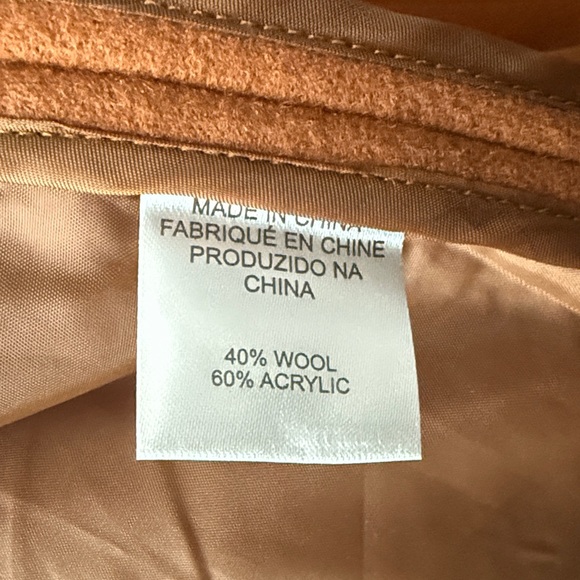 MADE IN CHINA
FABRIQUÉ EN CHINE
PRODUZIDO NA
CHINA
40% WOOL
60% ACRYLIC